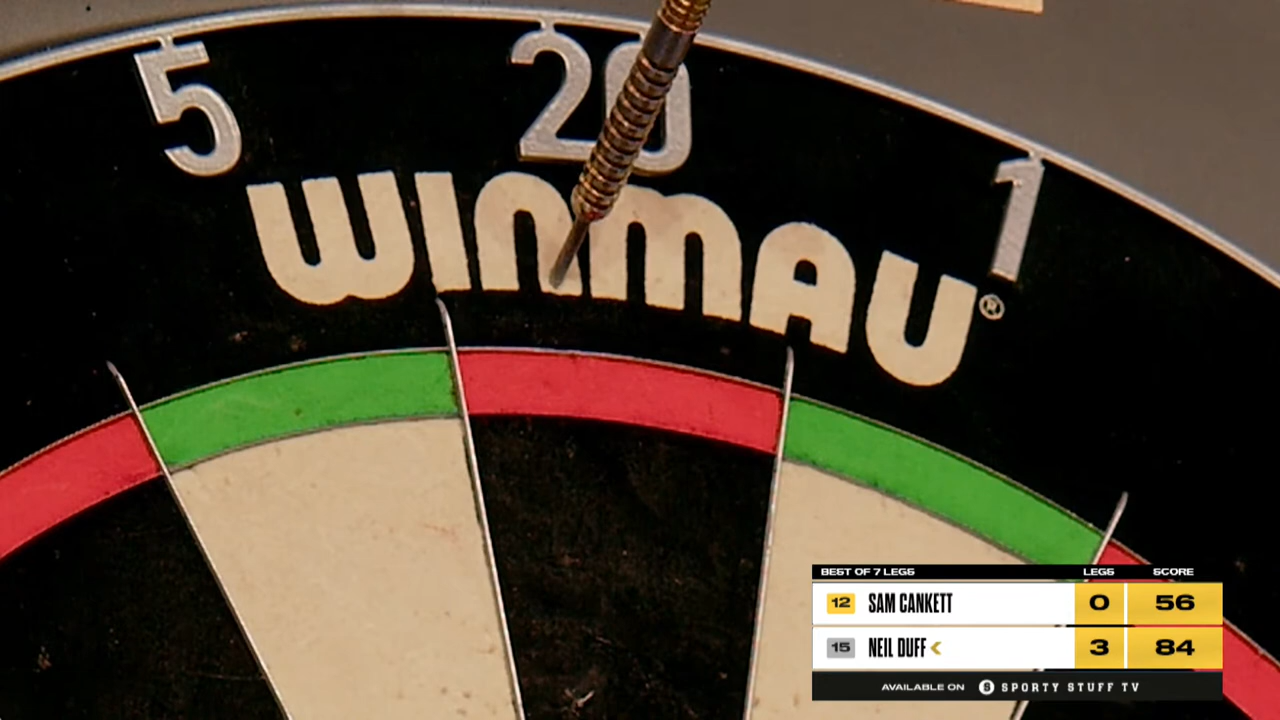 5 20 1
WINMAU®
BEST OF 7 LEGS LEGS SCORE
12 SAM CANKETT 0 56
15 NEIL DUFF 3 84
AVAILABLE ON S SPORTY STUFF TV